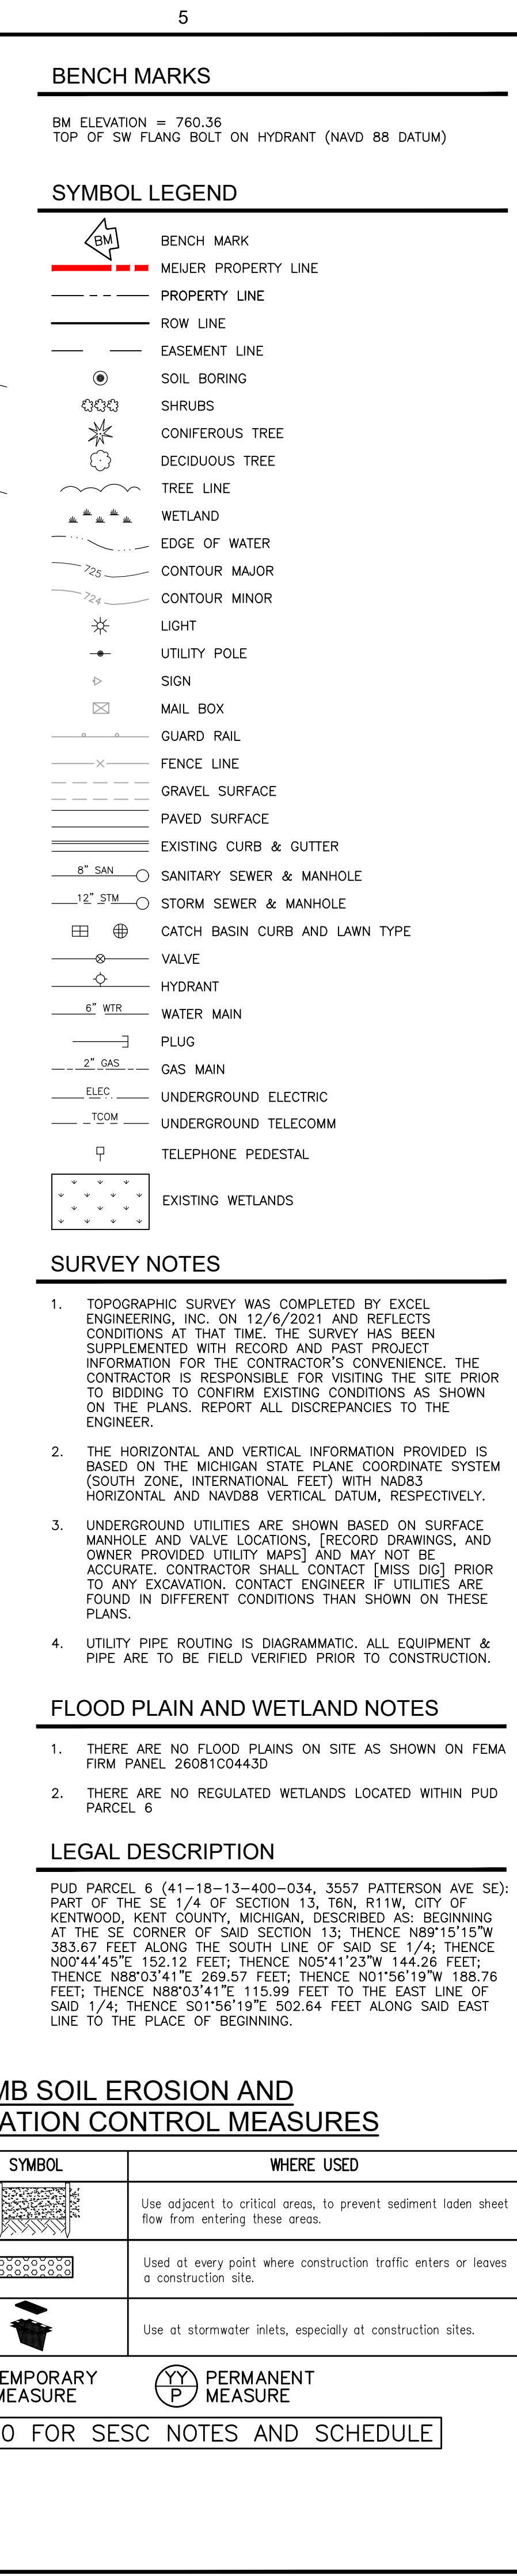 5
BENCH MARKS
BM ELEVATION = 760.36
TOP OF SW FLANG BOLT ON HYDRANT (NAVD 88 DATUM)
SYMBOL LEGEND
BM BENCH MARK
MEIJER PROPERTY LINE
PROPERTY LINE
ROW LINE
EASEMENT LINE
SOIL BORING
SHRUBS
CONIFEROUS TREE
DECIDUOUS TREE
TREE LINE
WETLAND
EDGE OF WATER
725 CONTOUR MAJOR
724 CONTOUR MINOR
LIGHT
UTILITY POLE
SIGN
MAIL BOX
GUARD RAIL
FENCE LINE
GRAVEL SURFACE
PAVED SURFACE
EXISTING CURB & GUTTER
8" SAN SANITARY SEWER & MANHOLE
12" STM STORM SEWER & MANHOLE
CATCH BASIN CURB AND LAWN TYPE
VALVE
HYDRANT
6" WTR WATER MAIN
PLUG
2" GAS GAS MAIN
ELEC UNDERGROUND ELECTRIC
TCOM UNDERGROUND TELECOMM
TELEPHONE PEDESTAL
EXISTING WETLANDS
SURVEY NOTES
1. TOPOGRAPHIC SURVEY WAS COMPLETED BY EXCEL
ENGINEERING, INC. ON 12/6/2021 AND REFLECTS
CONDITIONS AT THAT TIME. THE SURVEY HAS BEEN
SUPPLEMENTED WITH RECORD AND PAST PROJECT
INFORMATION FOR THE CONTRACTOR'S CONVENIENCE. THE
CONTRACTOR IS RESPONSIBLE FOR VISITING THE SITE PRIOR
TO BIDDING TO CONFIRM EXISTING CONDITIONS AS SHOWN
ON THE PLANS. REPORT ALL DISCREPANCIES TO THE
ENGINEER.
2. THE HORIZONTAL AND VERTICAL INFORMATION PROVIDED IS
BASED ON THE MICHIGAN STATE PLANE COORDINATE SYSTEM
(SOUTH ZONE, INTERNATIONAL FEET) WITH NAD83
HORIZONTAL AND NAVD88 VERTICAL DATUM, RESPECTIVELY.
3. UNDERGROUND UTILITIES ARE SHOWN BASED ON SURFACE
MANHOLE AND VALVE LOCATIONS, [RECORD DRAWINGS, AND
OWNER PROVIDED UTILITY MAPS] AND MAY NOT BE
ACCURATE. CONTRACTOR SHALL CONTACT [MISS DIG] PRIOR
TO ANY EXCAVATION. CONTACT ENGINEER IF UTILITIES ARE
FOUND IN DIFFERENT CONDITIONS THAN SHOWN ON THESE
PLANS.
4. UTILITY PIPE ROUTING IS DIAGRAMMATIC. ALL EQUIPMENT &
PIPE ARE TO BE FIELD VERIFIED PRIOR TO CONSTRUCTION.
FLOOD PLAIN AND WETLAND NOTES
1. THERE ARE NO FLOOD PLAINS ON SITE AS SHOWN ON FEMA
FIRM PANEL 26081C0443D
2. THERE ARE NO REGULATED WETLANDS LOCATED WITHIN PUD
PARCEL 6
LEGAL DESCRIPTION
PUD PARCEL 6 (41-18-13-400-034, 3557 PATTERSON AVE SE):
PART OF THE SE 1/4 OF SECTION 13, T6N, R11W, CITY OF
KENTWOOD, KENT COUNTY, MICHIGAN, DESCRIBED AS: BEGINNING
AT THE SE CORNER OF SAID SECTION 13; THENCE N89°15'15"W
383.67 FEET ALONG THE SOUTH LINE OF SAID SE 1/4; THENCE
N00°44'45"E 152.12 FEET; THENCE N05°41'23"W 144.26 FEET;
THENCE N88°03'41"E 269.57 FEET; THENCE N01°56'19"W 188.76
FEET; THENCE N88°03'41"E 115.99 FEET TO THE EAST LINE OF
SAID 1/4; THENCE S01°56'19"E 502.64 FEET ALONG SAID EAST
LINE TO THE PLACE OF BEGINNING.
MB SOIL EROSION AND
ATION CONTROL MEASURES
SYMBOL WHERE USED
Use adjacent to critical areas, to prevent sediment laden sheet
flow from entering these areas.
Used at every point where construction traffic enters or leaves
a construction site.
Use at stormwater inlets, especially at construction sites.
EMPORARY
MEASURE
YY
P
PERMANENT
MEASURE
0 FOR SESC NOTES AND SCHEDULE